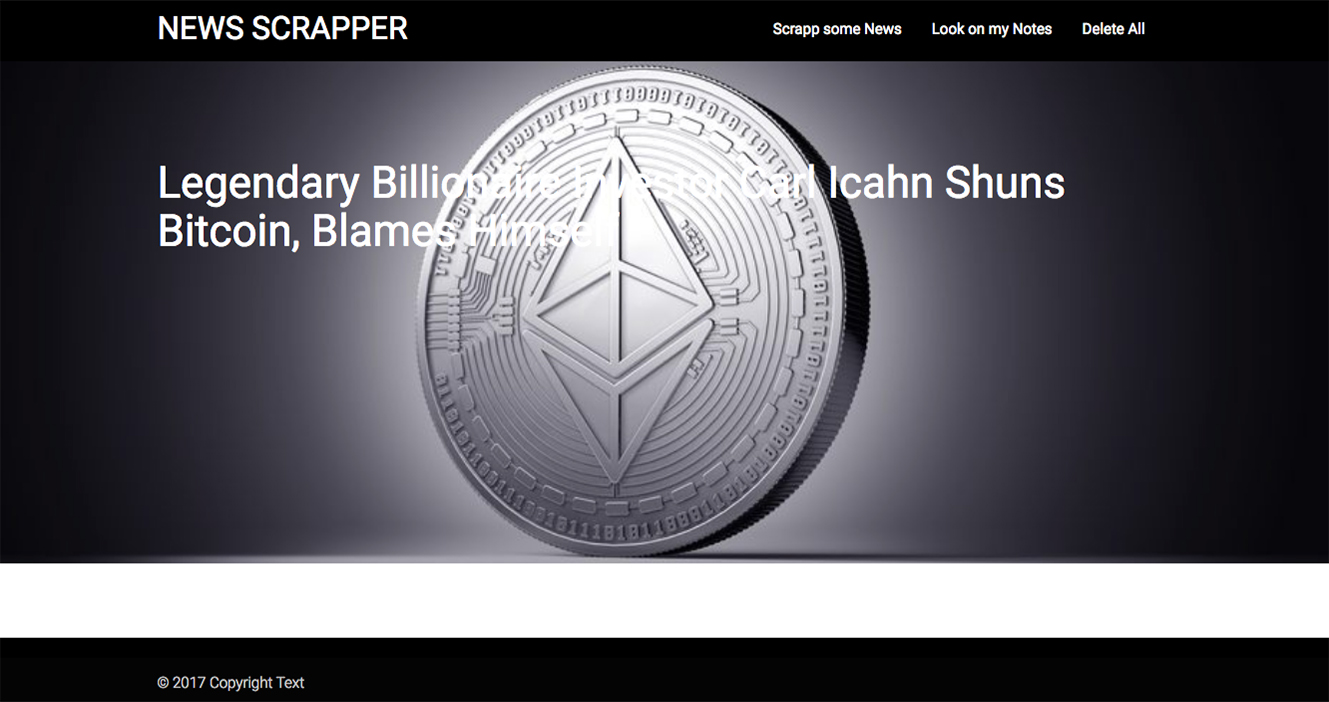 NEWS SCRAPPER
Scrapp some News
Look on my Notes
Delete All
Legendary Billionaire Investor Carl Icahn Shuns
Bitcoin, Blames Himself
© 2017 Copyright Text